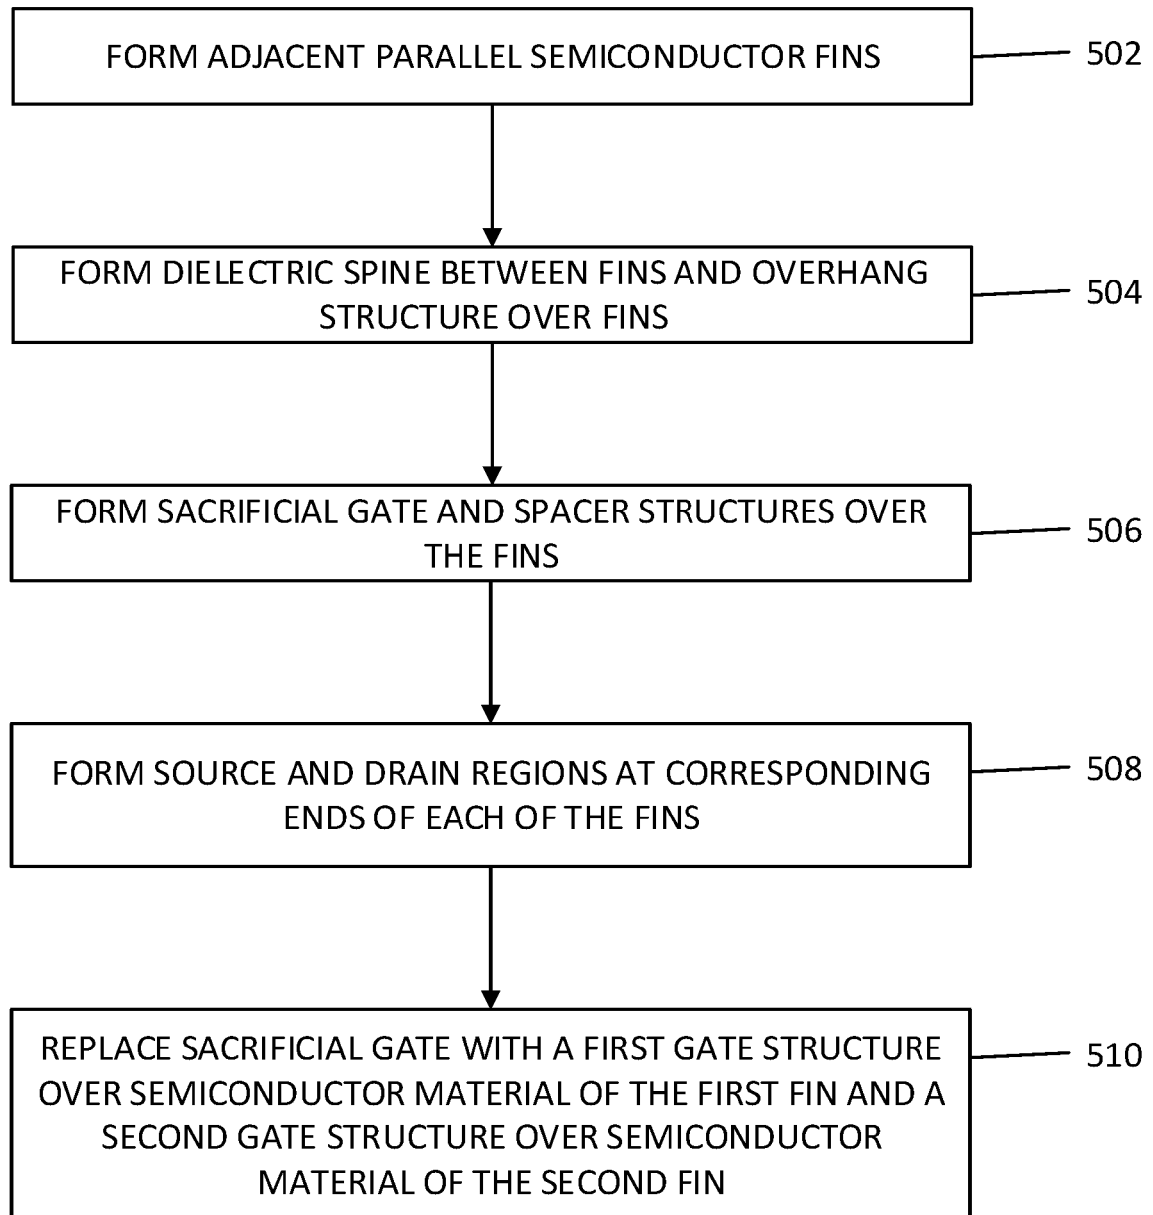 FORM ADJACENT PARALLEL SEMICONDUCTOR FINS
502
FORM DIELECTRIC SPINE BETWEEN FINS AND OVERHANG
STRUCTURE OVER FINS
504
FORM SACRIFICIAL GATE AND SPACER STRUCTURES OVER
THE FINS
506
FORM SOURCE AND DRAIN REGIONS AT CORRESPONDING
ENDS OF EACH OF THE FINS
508
REPLACE SACRIFICIAL GATE WITH A FIRST GATE STRUCTURE
OVER SEMICONDUCTOR MATERIAL OF THE FIRST FIN AND A
SECOND GATE STRUCTURE OVER SEMICONDUCTOR
MATERIAL OF THE SECOND FIN
510